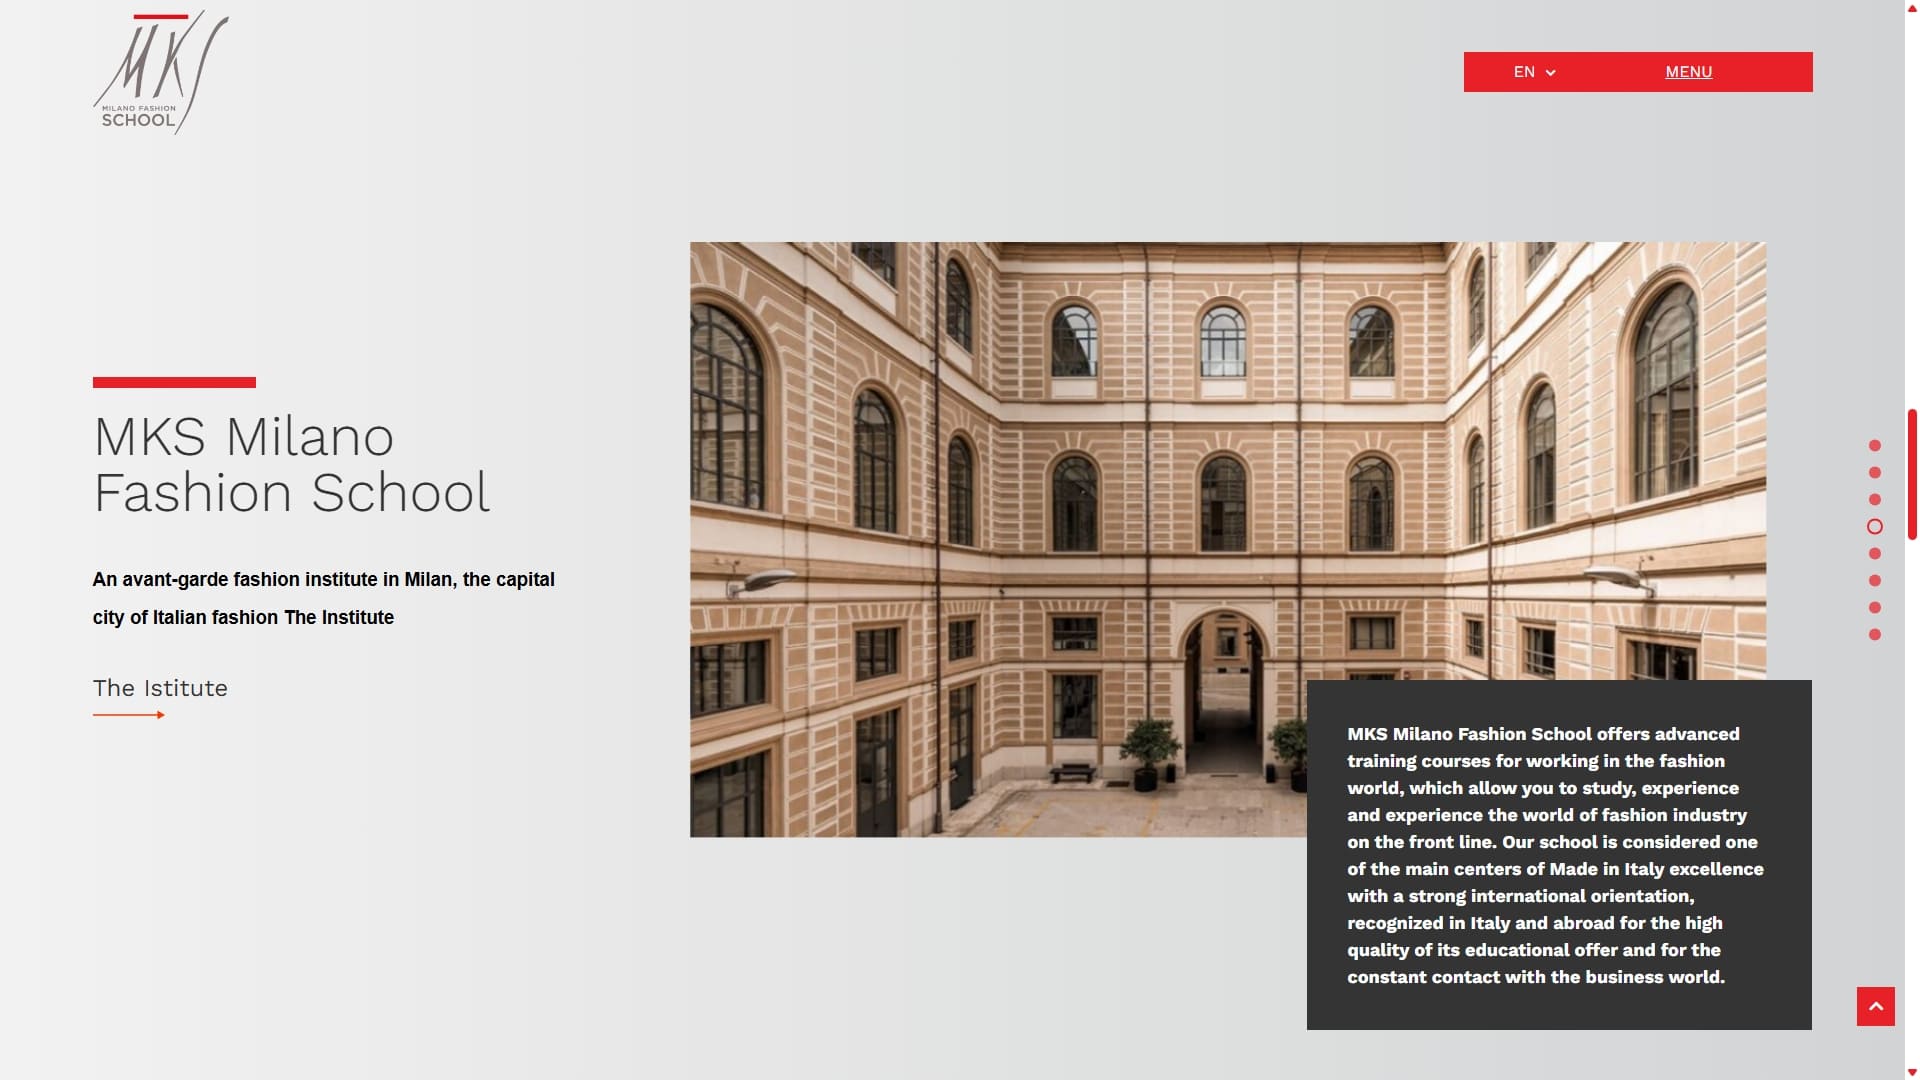 MKS
MILANO FASHION
SCHOOL
EN
MENU
MKS Milano
Fashion School
An avant-garde fashion institute in Milan, the capital
city of Italian fashion The Institute
The Istitute
MKS Milano Fashion School offers advanced
training courses for working in the fashion
world, which allow you to study, experience
and experience the world of fashion industry
on the front line. Our school is considered one
of the main centers of Made in Italy excellence
with a strong international orientation,
recognized in Italy and abroad for the high
quality of its educational offer and for the
constant contact with the business world.